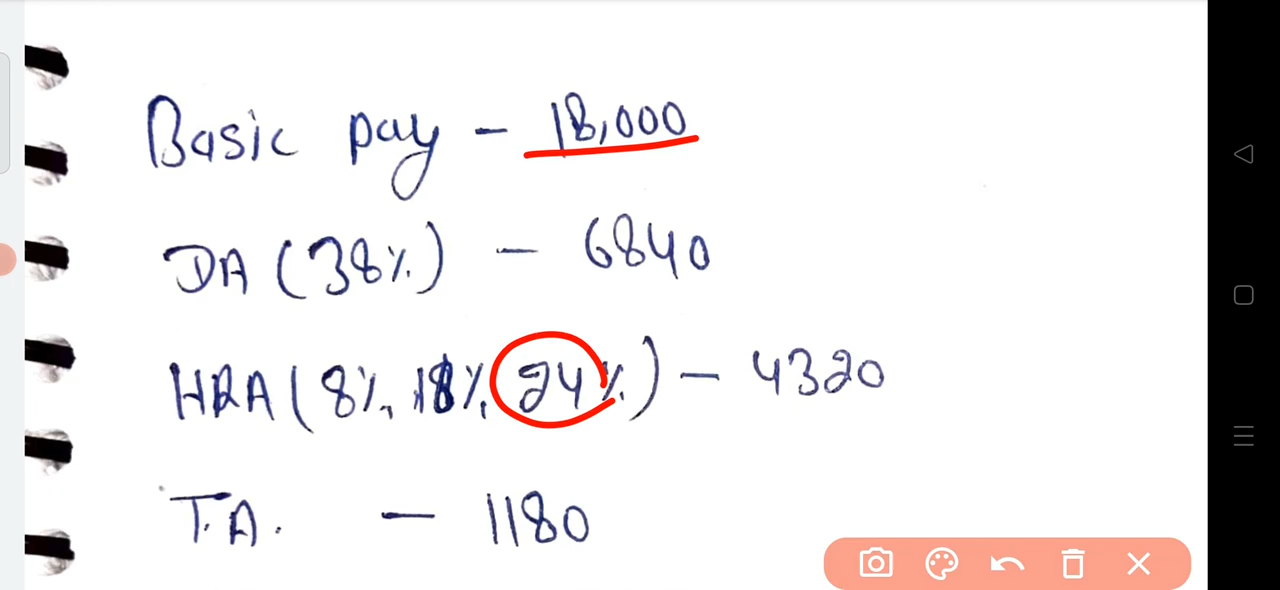 Basic pay - 18,000
DA (38%) - 6840
HRA (8%, 18%, 24%) - 4320
T.A. - 1180